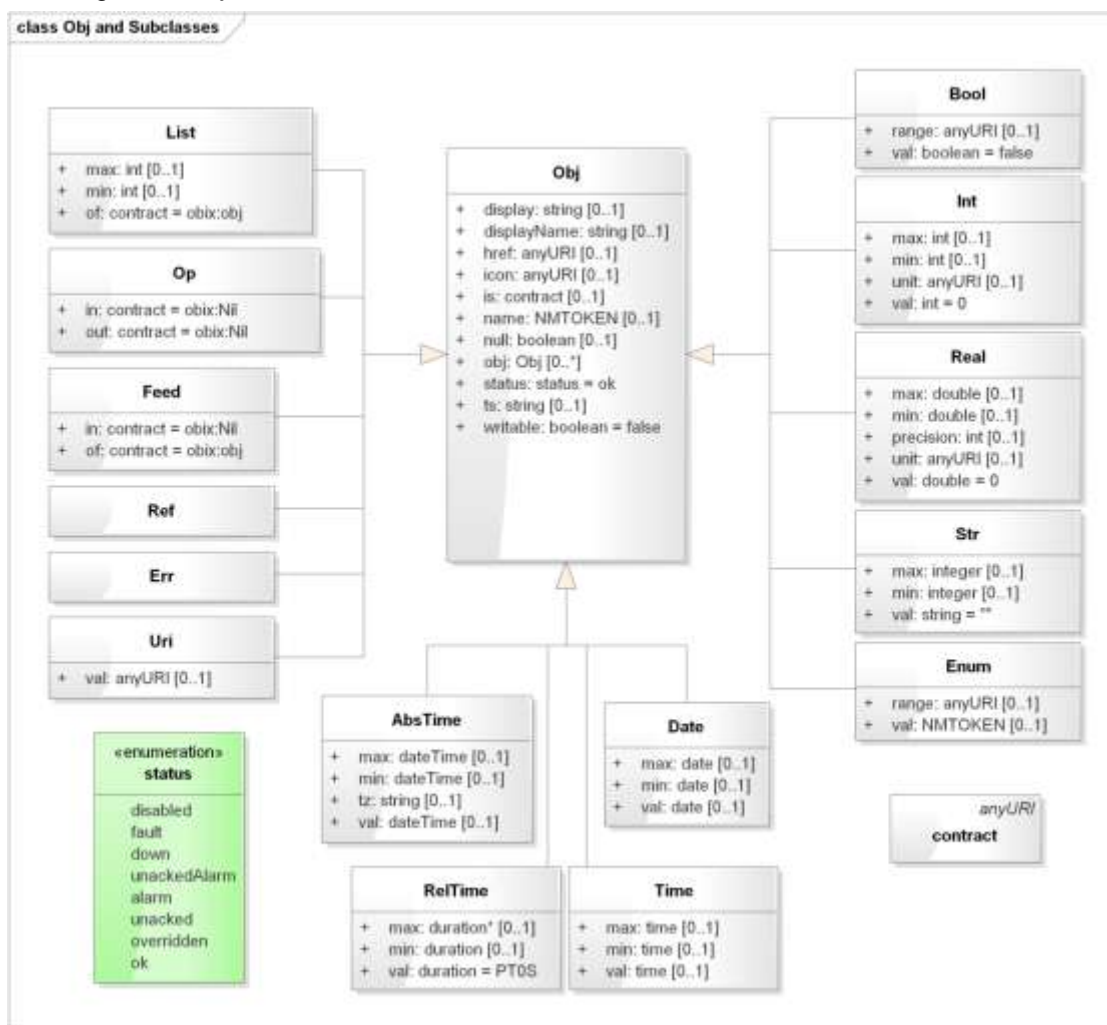 class Obj and Subclasses
List
+ max: int [0..1]
+ min: int [0..1]
+ of: contract = obix:obj
Op
+ in: contract = obix:Nil
+ out: contract = obix:Nil
Feed
+ in: contract = obix:Nil
+ of: contract = obix:obj
Ref
Err
Uri
+ val: anyURI [0..1]
«enumeration»
status
disabled
fault
down
unackedAlarm
alarm
unacked
overridden
ok
Obj
+ display: string [0..1]
+ displayName: string [0..1]
+ href: anyURI [0..1]
+ icon: anyURI [0..1]
+ is: contract [0..1]
+ name: NMTOKEN [0..1]
+ null: boolean [0..1]
+ obj: Obj [0..*]
+ status: status = ok
+ ts: string [0..1]
+ writable: boolean = false
AbsTime
+ max: dateTime [0..1]
+ min: dateTime [0..1]
+ tz: string [0..1]
+ val: dateTime [0..1]
Date
+ max: date [0..1]
+ min: date [0..1]
+ val: date [0..1]
RelTime
+ max: duration* [0..1]
+ min: duration [0..1]
+ val: duration = PT0S
Time
+ max: time [0..1]
+ min: time [0..1]
+ val: time [0..1]
Bool
+ range: anyURI [0..1]
+ val: boolean = false
Int
+ max: int [0..1]
+ min: int [0..1]
+ unit: anyURI [0..1]
+ val: int = 0
Real
+ max: double [0..1]
+ min: double [0..1]
+ precision: int [0..1]
+ unit: anyURI [0..1]
+ val: double = 0
Str
+ max: integer [0..1]
+ min: integer [0..1]
+ val: string = ""
Enum
+ range: anyURI [0..1]
+ val: NMTOKEN [0..1]
anyURI
contract